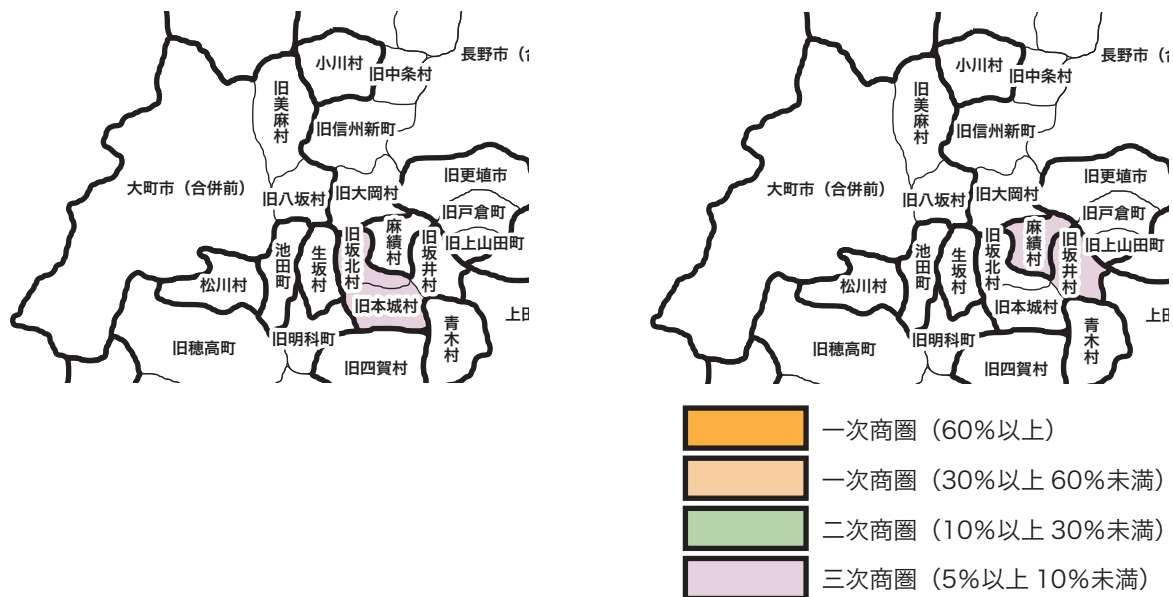 小川村
旧中条村
長野市（合
旧美麻村
旧信州新町
大町市（合併前）
旧八坂村
旧大岡村
旧更埴市
旧戸倉町
旧上山田町
麻績村
旧坂井村
旧坂北村
生坂村
池田町
松川村
旧本城村
青木村
上田
旧明科町
旧穂高町
旧四賀村
小川村
旧中条村
長野市（合
旧美麻村
旧信州新町
大町市（合併前）
旧八坂村
旧大岡村
旧更埴市
旧戸倉町
旧上山田町
麻績村
旧坂井村
旧坂北村
生坂村
池田町
松川村
旧本城村
青木村
上田
旧明科町
旧穂高町
旧四賀村
一次商圏（60%以上）
一次商圏（30%以上 60%未満）
二次商圏（10%以上 30%未満）
三次商圏（5%以上 10%未満）